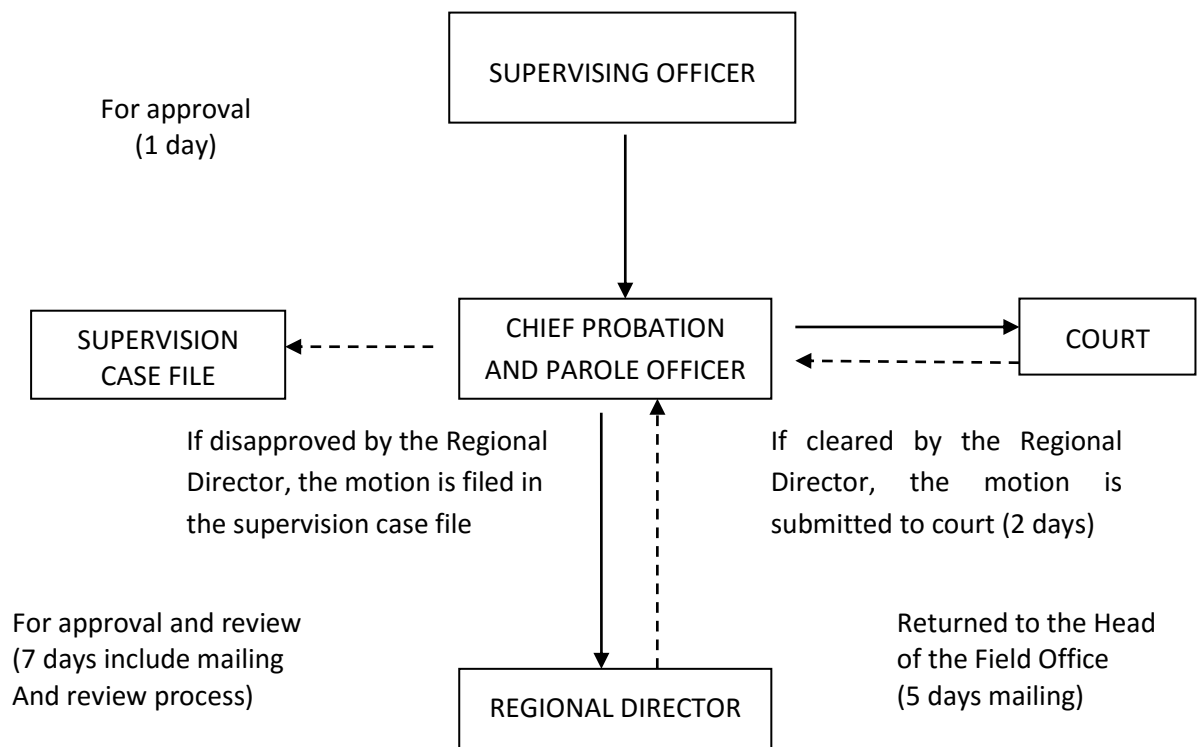 SUPERVISING OFFICER
For approval
(1 day)
SUPERVISION
CASE FILE
CHIEF PROBATION
AND PAROLE OFFICER
COURT
If disapproved by the Regional
Director, the motion is filed in
the supervision case file
If cleared by the Regional
Director, the motion is
submitted to court (2 days)
For approval and review
(7 days include mailing
And review process)
Returned to the Head
of the Field Office
(5 days mailing)
REGIONAL DIRECTOR